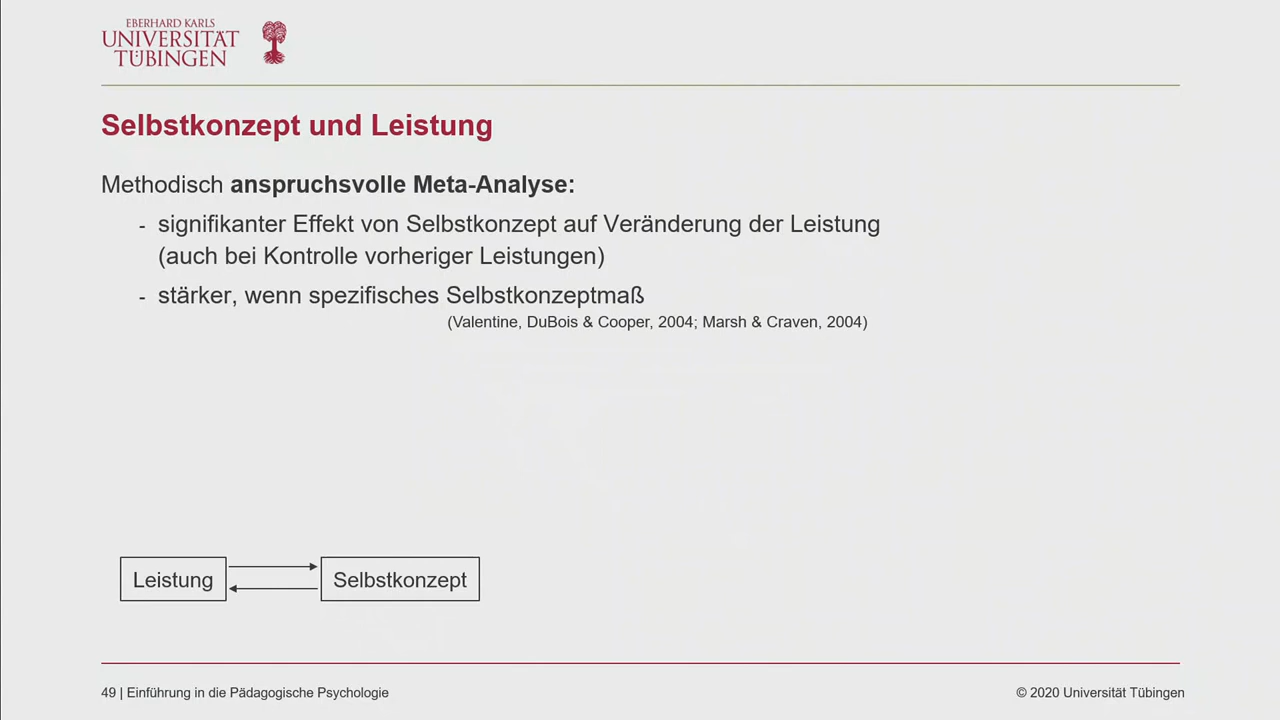 EBERHARD KARLS
UNIVERSITÄT
TÜBINGEN
Selbstkonzept und Leistung
Methodisch anspruchsvolle Meta-Analyse:
- signifikanter Effekt von Selbstkonzept auf Veränderung der Leistung
(auch bei Kontrolle vorheriger Leistungen)
- stärker, wenn spezifisches Selbstkonzeptmaß
(Valentine, DuBois & Cooper, 2004; Marsh & Craven, 2004)
Leistung
Selbstkonzept
49 | Einführung in die Pädagogische Psychologie
© 2020 Universität Tübingen